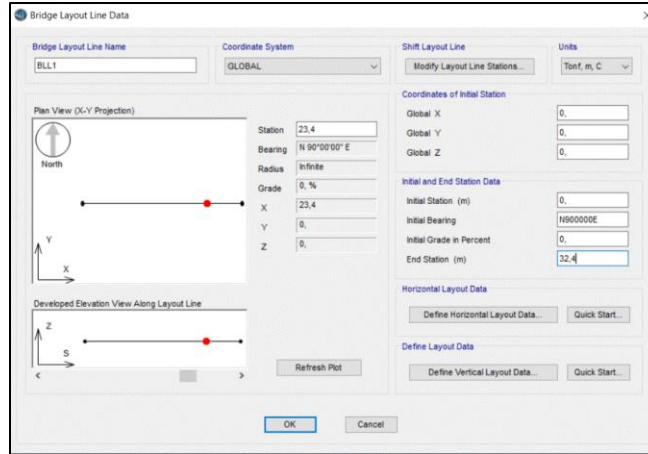 Bridge Layout Line Data
Bridge Layout Line Name
BLL1
Coordinate System
GLOBAL
Shift Layout Line
Modify Layout Line Stations...
Units
Tonf, m, C
Plan View (X-Y Projection)
North
Y
X
Station 23,4
Bearing N 90°00'00" E
Radius Infinite
Grade 0, %
X 23,4
Y 0,
Z 0,
Coordinates of Initial Station
Global X 0,
Global Y 0,
Global Z 0,
Initial and End Station Data
Initial Station (m) 0,
Initial Bearing N900000E
Initial Grade in Percent 0,
End Station (m) 32,4
Developed Elevation View Along Layout Line
Z
S
Refresh Plot
Horizontal Layout Data
Define Horizontal Layout Data... Quick Start...
Define Layout Data
Define Vertical Layout Data... Quick Start...
OK Cancel